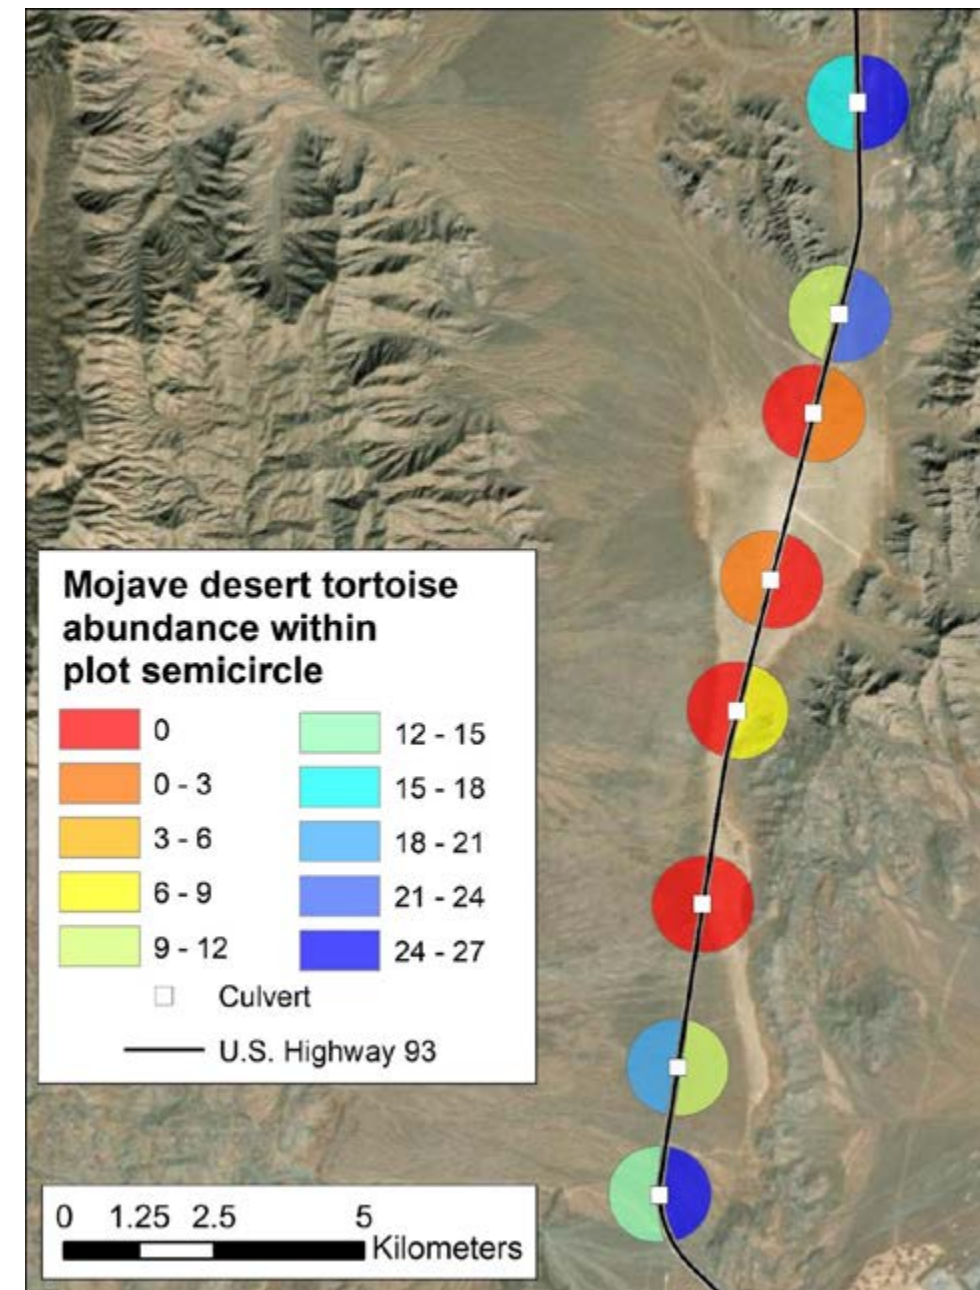 Mojave desert tortoise
abundance within
plot semicircle
0
0 - 3
3 - 6
6 - 9
9 - 12
12 - 15
15 - 18
18 - 21
21 - 24
24 - 27
Culvert
U.S. Highway 93
0 1.25 2.5 5
Kilometers